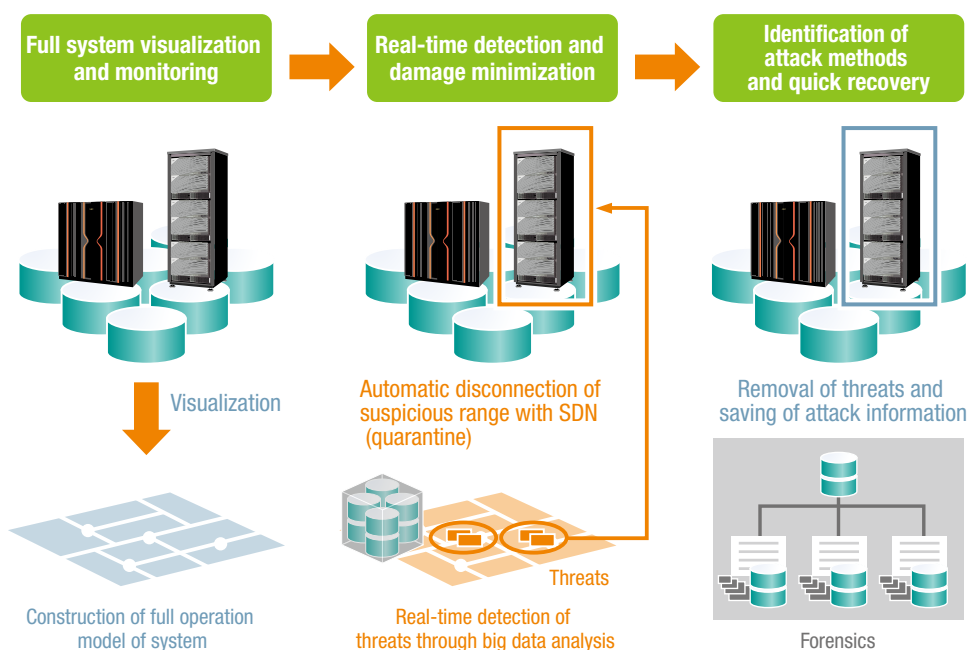 Full system visualization
and monitoring
Real-time detection and
damage minimization
Identification of
attack methods
and quick recovery
Visualization
Construction of full operation
model of system
Automatic disconnection of
suspicious range with SDN
(quarantine)
Threats
Real-time detection of
threats through big data analysis
Removal of threats and
saving of attack information
Forensics